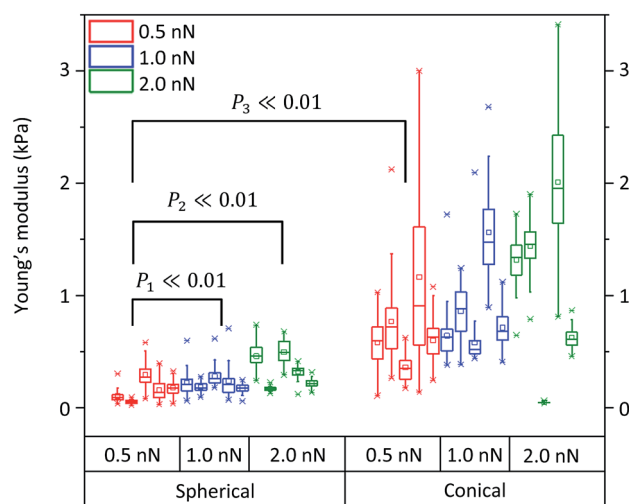 0.5 nN
1.0 nN
2.0 nN
P₃ ≪ 0.01
P₂ ≪ 0.01
P₁ ≪ 0.01
Young's modulus (kPa)
3
2
1
0
3
2
1
0
0.5 nN 1.0 nN 2.0 nN 0.5 nN 1.0 nN 2.0 nN
Spherical Conical